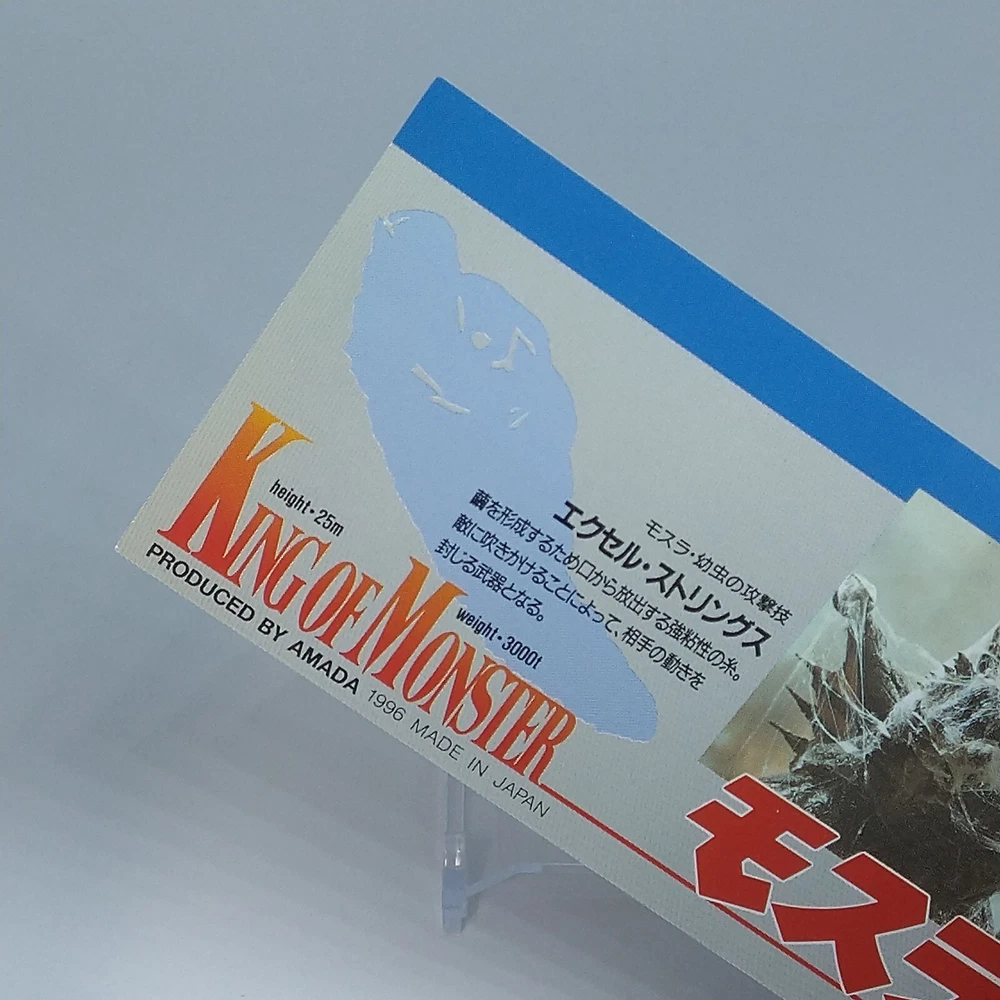 モスラ・幼虫の攻撃技
エクセル・ストリングス
繭を形成するため口から放出する強粘性の糸。
敵に吹きかけることによって、相手の動きを
封じる武器となる。
height・25m
weight・3000t
KING OF MONSTER
PRODUCED BY AMADA 1996 MADE IN JAPAN
モスラ